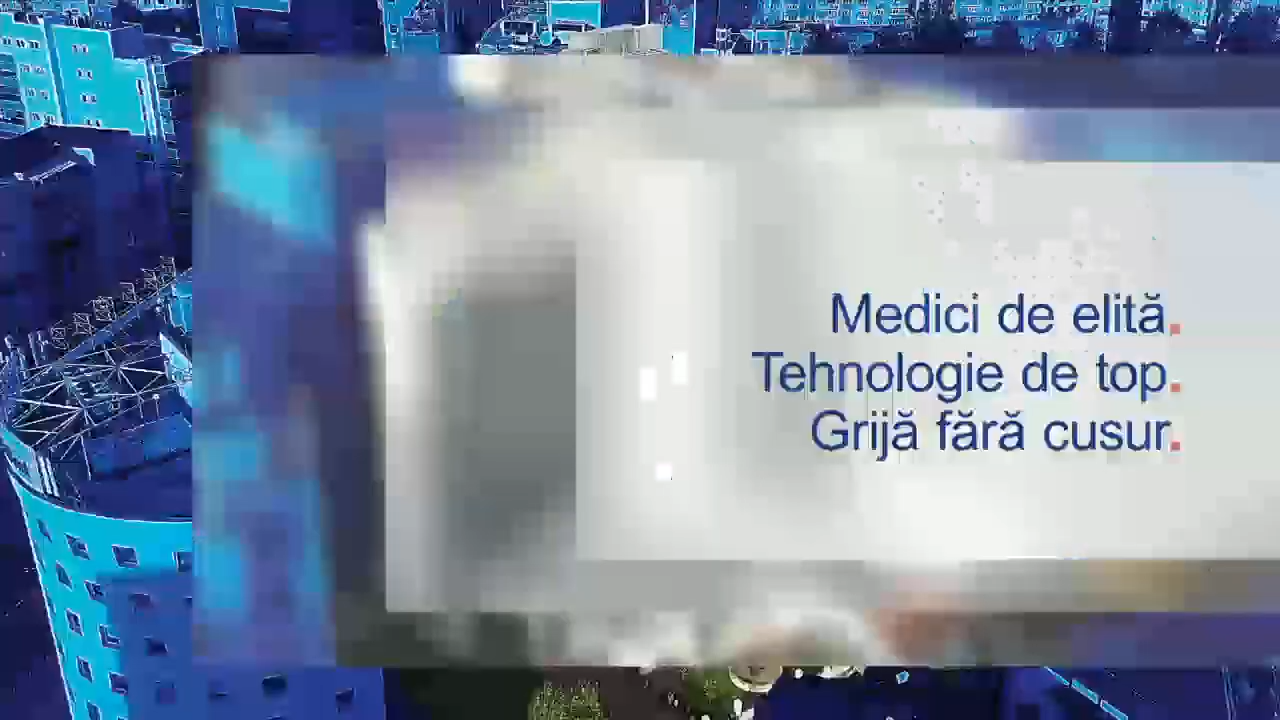 Medici de elită.
Tehnologie de top.
Grijă fără cusur.